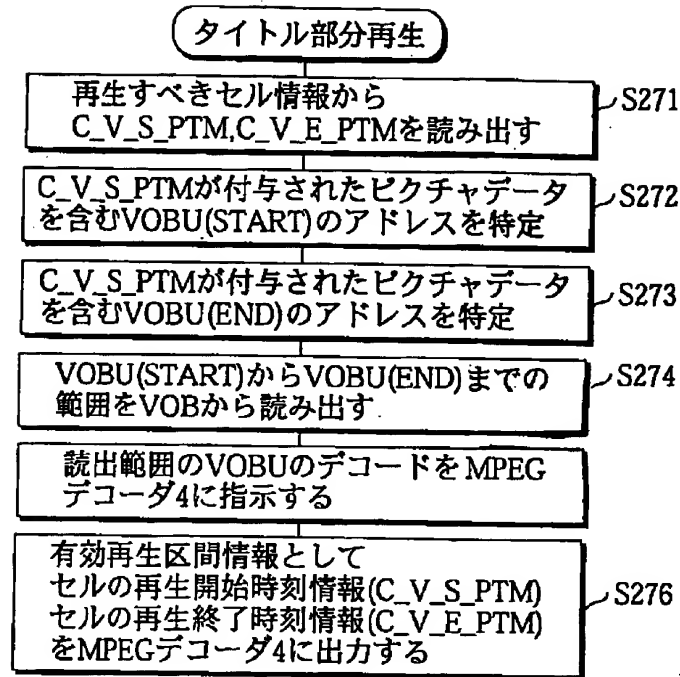 タイトル部分再生
再生すべきセル情報から
C_V_S_PTM,C_V_E_PTMを読み出す
S271
C_V_S_PTMが付与されたピクチャデータ
を含むVOBU(START)のアドレスを特定
S272
C_V_S_PTMが付与されたピクチャデータ
を含むVOBU(END)のアドレスを特定
S273
VOBU(START)からVOBU(END)までの
範囲をVOBから読み出す
S274
読出範囲のVOBUのデコードをMPEG
デコーダ4に指示する
有効再生区間情報として
セルの再生開始時刻情報(C_V_S_PTM)
セルの再生終了時刻情報(C_V_E_PTM)
をMPEGデコーダ4に出力する
S276